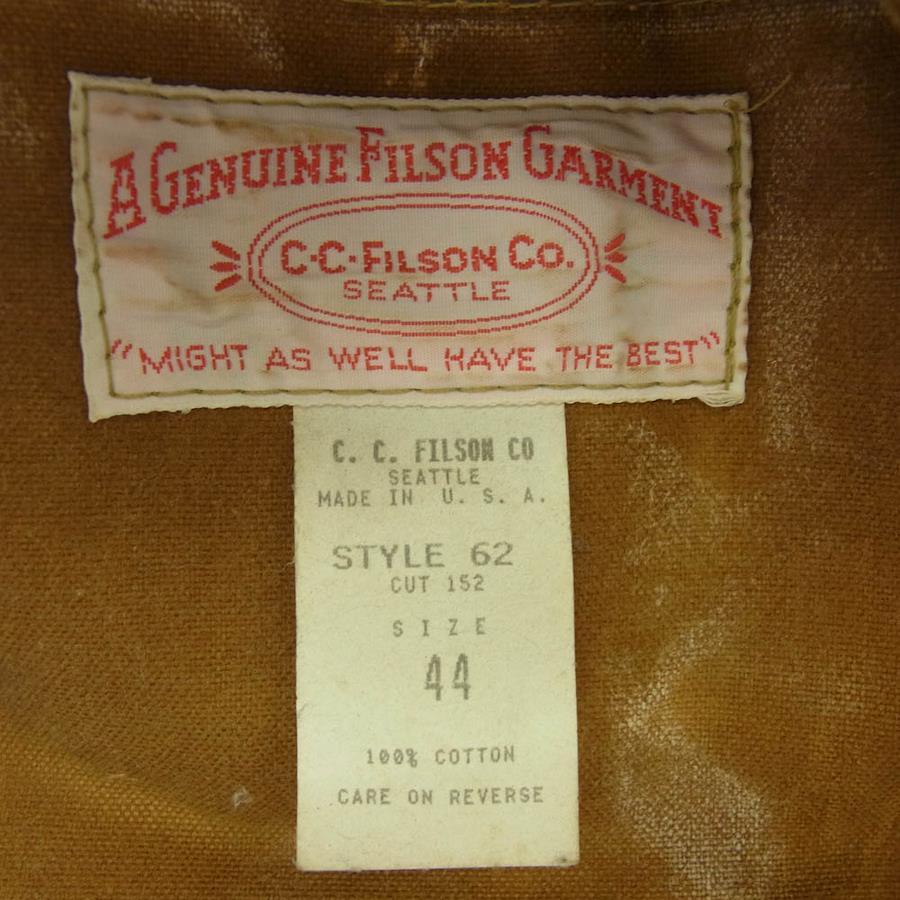 A GENUINE FILSON GARMENT
C·C·FILSON CO.
SEATTLE
"MIGHT AS WELL HAVE THE BEST"
C. C. FILSON CO
SEATTLE
MADE IN U. S. A.
STYLE 62
CUT 152
SIZE
44
100% COTTON
CARE ON REVERSE